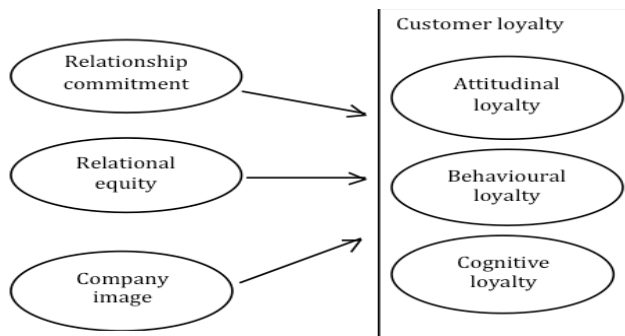 Relationship
commitment
Relational
equity
Company
image
Customer loyalty
Attitudinal
loyalty
Behavioural
loyalty
Cognitive
loyalty